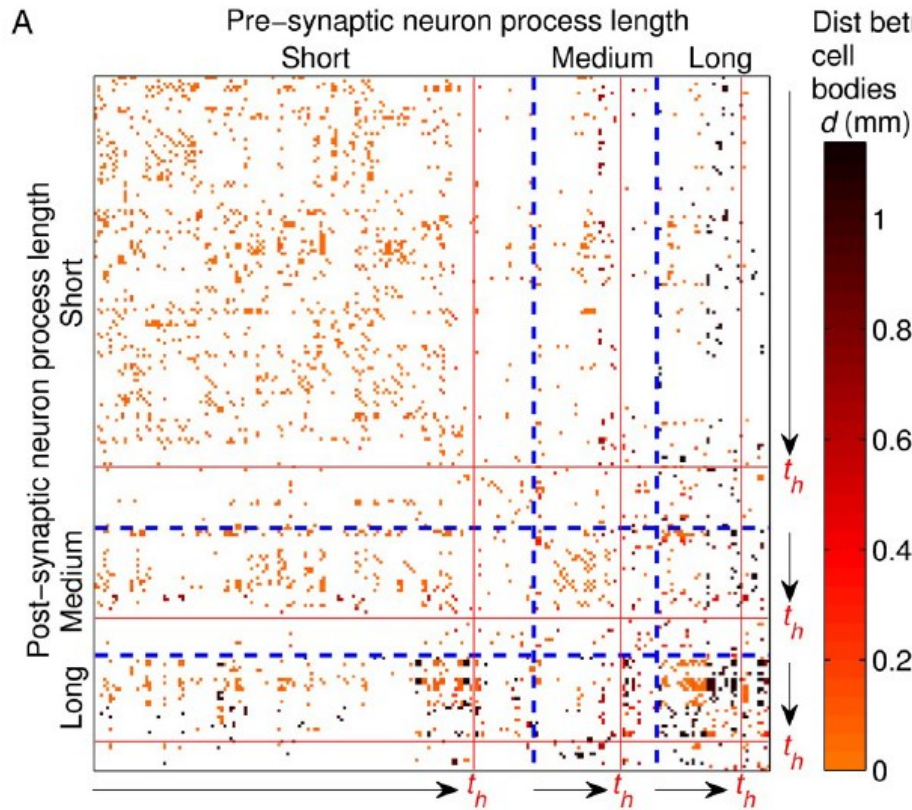 A
Pre-synaptic neuron process length
Short Medium Long
Dist bet
cell
bodies
d (mm)
Post-synaptic neuron process length
Short
Medium
Long
1
0.8
0.6
0.4
0.2
0
t_h
t_h
t_h
t_h t_h t_h